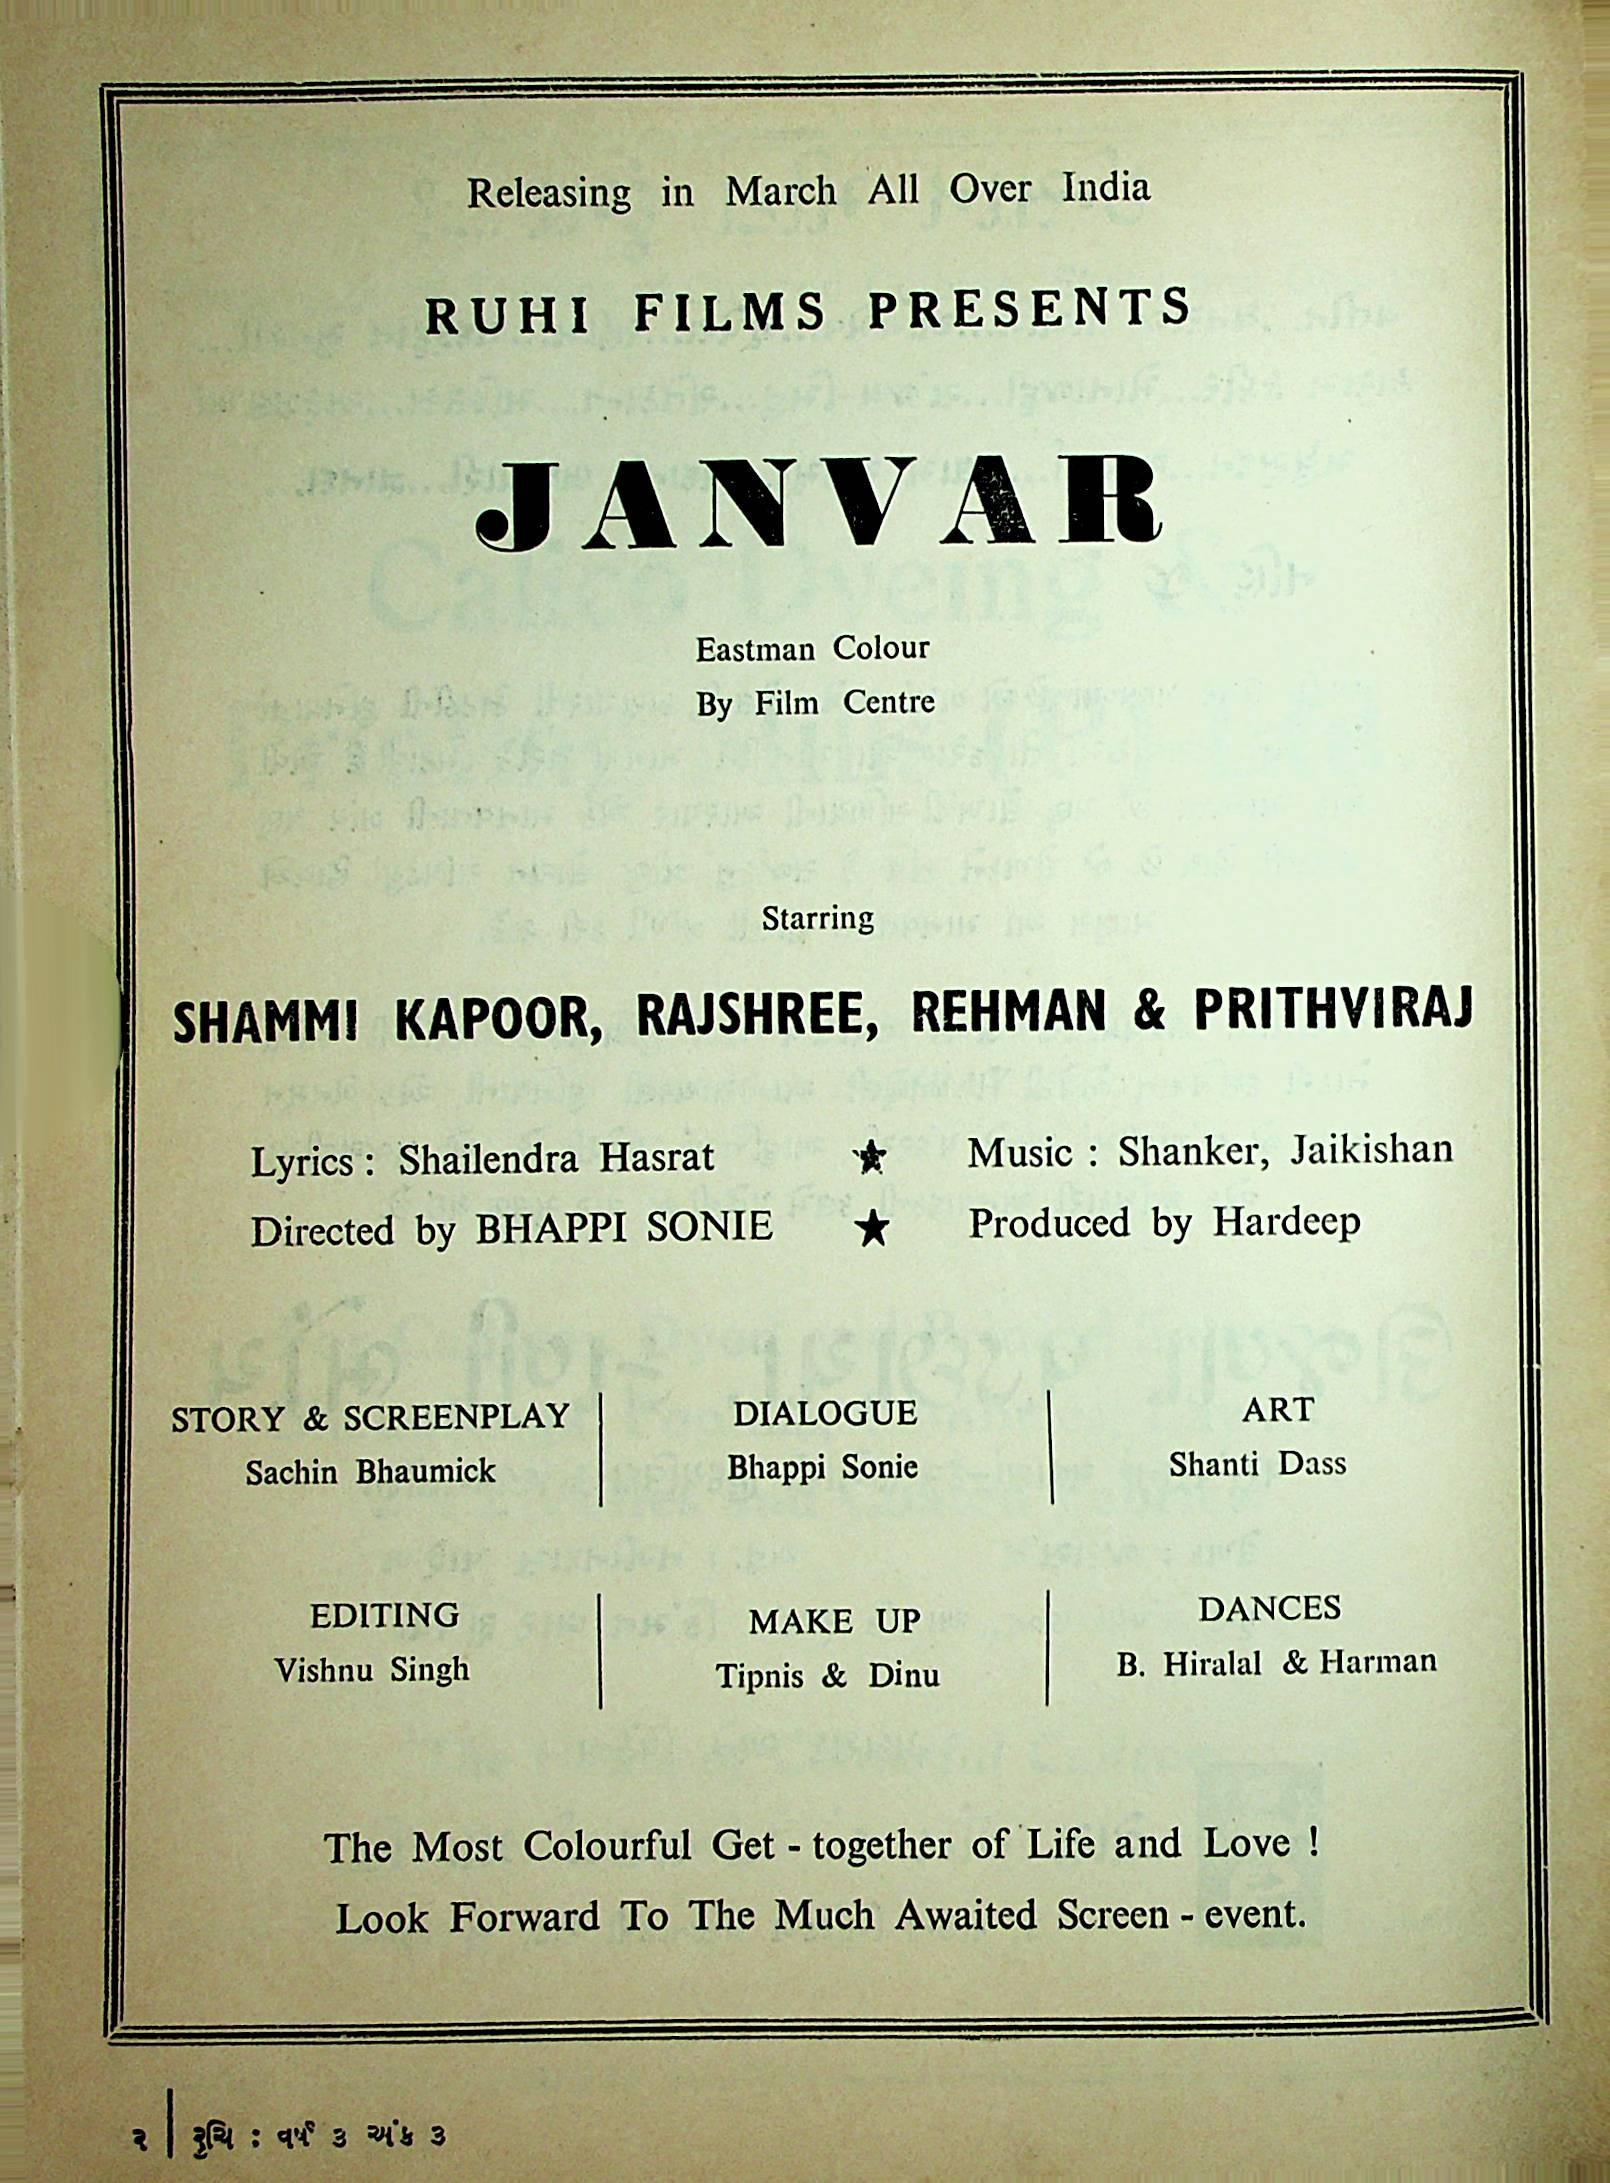 Releasing in March All Over India
RUHI FILMS PRESENTS
JANVAR
Eastman Colour
By Film Centre
Starring
SHAMMI KAPOOR, RAJSHREE, REHMAN & PRITHVIRAJ
Lyrics : Shailendra Hasrat ★ Music : Shanker, Jaikishan
Directed by BHAPPI SONIE ★ Produced by Hardeep
STORY & SCREENPLAY
Sachin Bhaumick
DIALOGUE
Bhappi Sonie
ART
Shanti Dass
EDITING
Vishnu Singh
MAKE UP
Tipnis & Dinu
DANCES
B. Hiralal & Harman
The Most Colourful Get - together of Life and Love !
Look Forward To The Much Awaited Screen - event.
૨ | રુચિ : વર્ષ ૩ અંક ૩